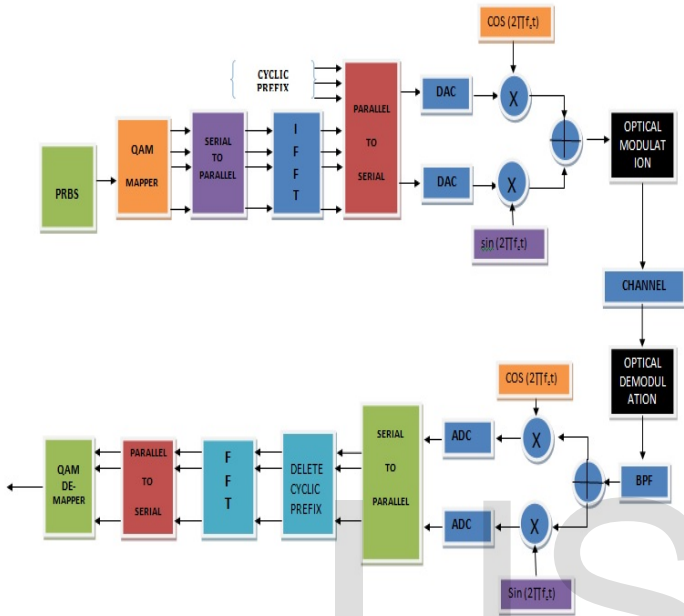 COS (2∏fct)
CYCLIC
PREFIX
PRBS
QAM
MAPPER
SERIAL
TO
PARALLEL
I
F
F
T
PARALLEL
TO
SERIAL
DAC
DAC
X
X
sin (2∏fct)
OPTICAL
MODULAT
ION
CHANNEL
OPTICAL
DEMODUL
ATION
BPF
COS (2∏fct)
X
X
Sin (2∏fct)
ADC
ADC
SERIAL
TO
PARALLEL
DELETE
CYCLIC
PREFIX
F
F
T
PARALLEL
TO
SERIAL
QAM
DE-
MAPPER